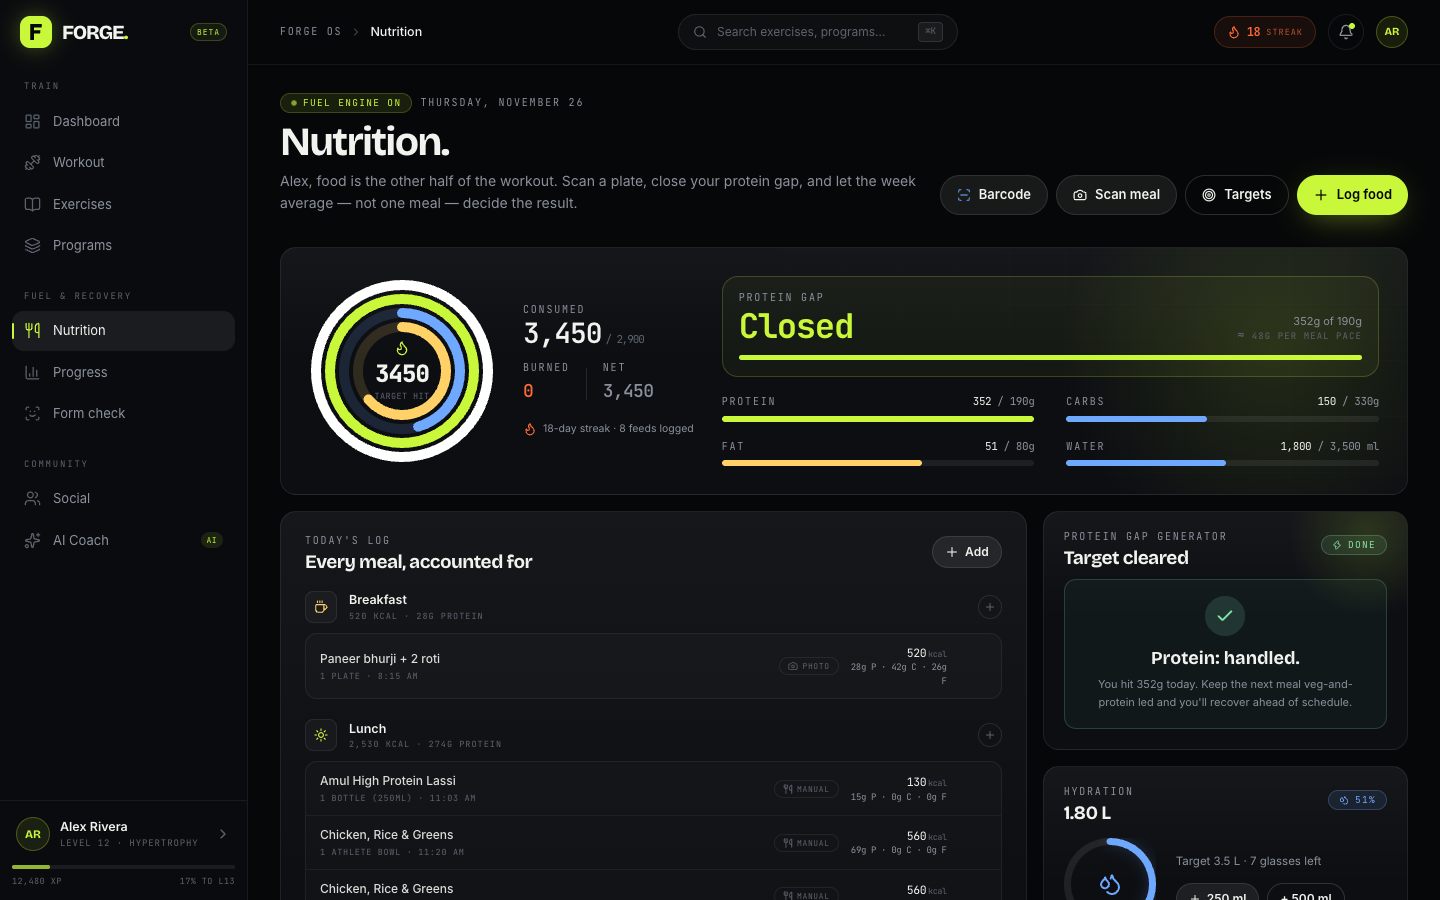 F FORGE. BETA
TRAIN
Dashboard
Workout
Exercises
Programs
FUEL & RECOVERY
Nutrition
Progress
Form check
COMMUNITY
Social
AI Coach AI
AR Alex Rivera
LEVEL 12 · HYPERTROPHY
12,480 XP 17% TO L13
FORGE OS > Nutrition
Search exercises, programs... ⌘K
18 STREAK
AR
FUEL ENGINE ON THURSDAY, NOVEMBER 26
Nutrition.
Alex, food is the other half of the workout. Scan a plate, close your protein gap, and let the week
average — not one meal — decide the result.
Barcode
Scan meal
Targets
Log food
3450
TARGET HIT
CONSUMED
3,450 / 2,900
BURNED NET
0 3,450
18-day streak · 8 feeds logged
PROTEIN GAP
Closed
352g of 190g
≈ 48G PER MEAL PACE
PROTEIN 352 / 190g
CARBS 150 / 330g
FAT 51 / 80g
WATER 1,800 / 3,500 ml
TODAY'S LOG
Every meal, accounted for
Add
Breakfast
520 KCAL · 28G PROTEIN
Paneer bhurji + 2 roti
1 PLATE · 8:15 AM
PHOTO
520 kcal
28g P · 42g C · 26g
F
Lunch
2,530 KCAL · 274G PROTEIN
Amul High Protein Lassi
1 BOTTLE (250ML) · 11:03 AM
MANUAL
130 kcal
15g P · 0g C · 0g F
Chicken, Rice & Greens
1 ATHLETE BOWL · 11:20 AM
MANUAL
560 kcal
69g P · 0g C · 0g F
Chicken, Rice & Greens
MANUAL
560 kcal
PROTEIN GAP GENERATOR
Target cleared
DONE
Protein: handled.
You hit 352g today. Keep the next meal veg-and-
protein led and you'll recover ahead of schedule.
HYDRATION
1.80 L
51%
Target 3.5 L · 7 glasses left
+ 250 ml
+ 500 ml